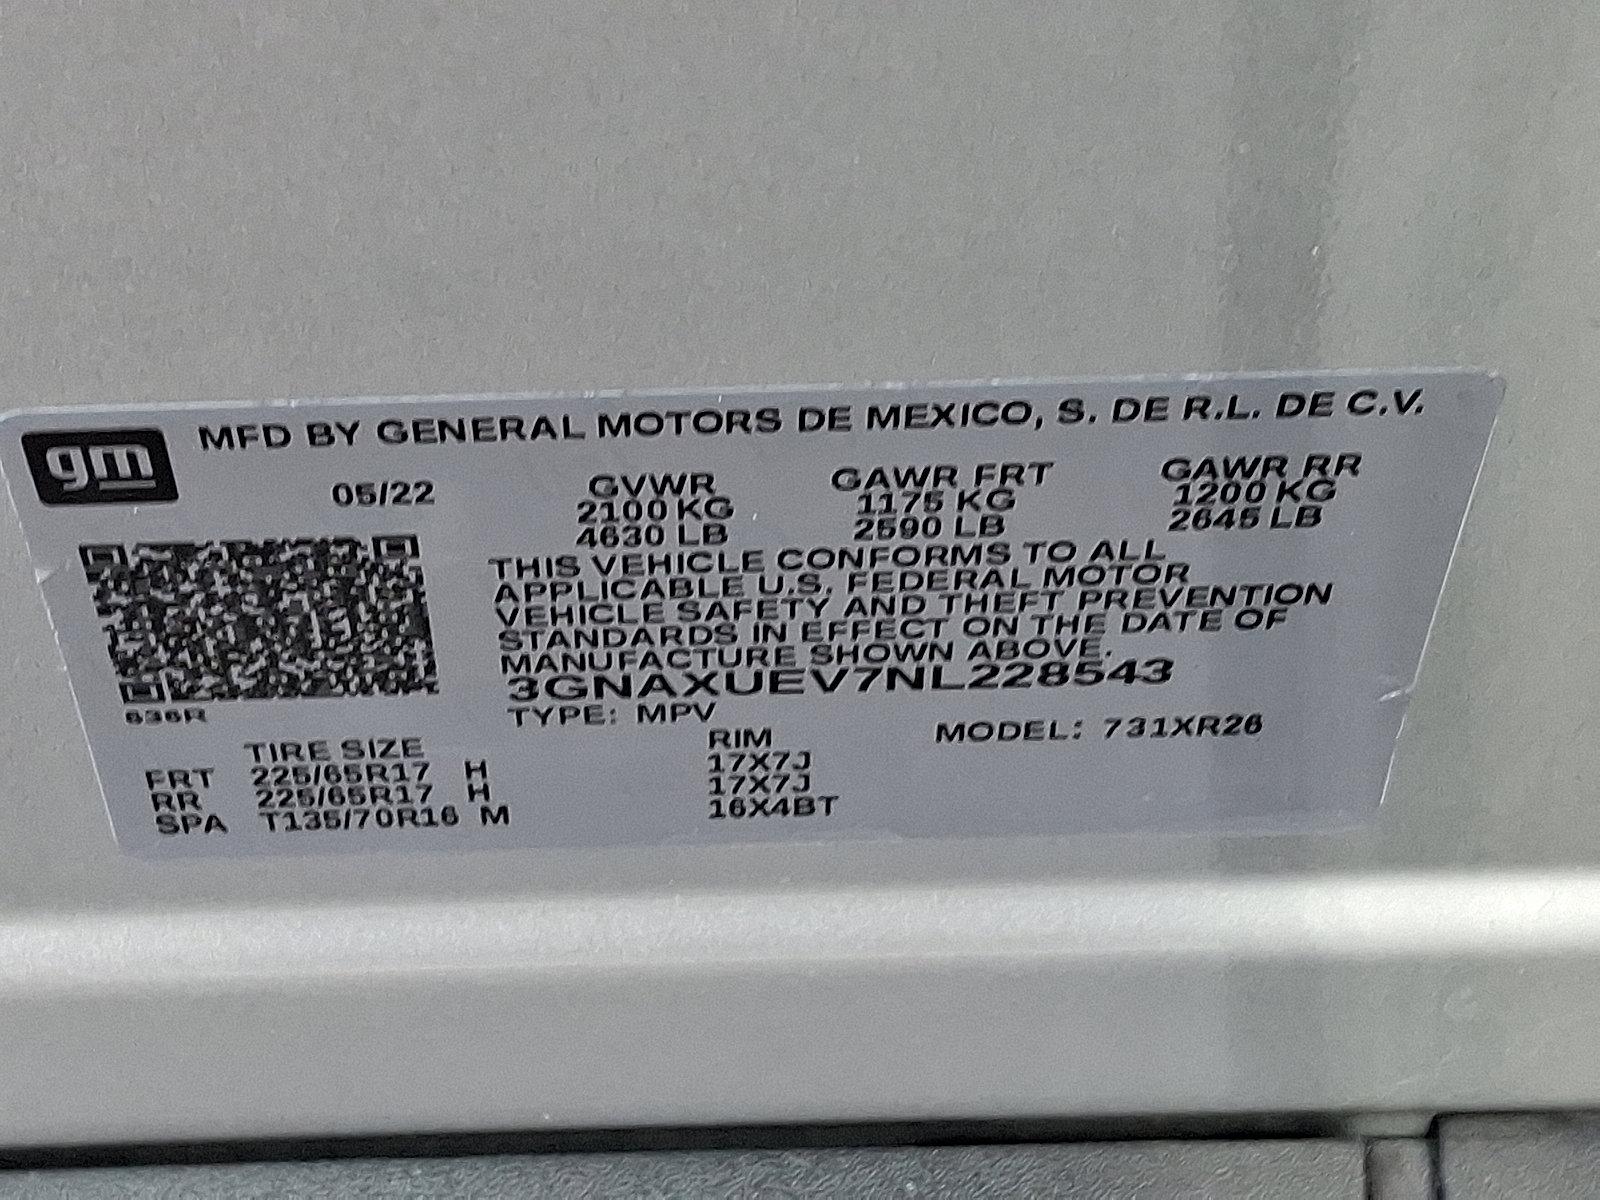 gm
MFD BY GENERAL MOTORS DE MEXICO, S. DE R.L. DE C.V.
05/22 GVWR GAWR FRT GAWR RR
2100 KG 1175 KG 1200 KG
4630 LB 2590 LB 2645 LB
THIS VEHICLE CONFORMS TO ALL
APPLICABLE U.S. FEDERAL MOTOR
VEHICLE SAFETY AND THEFT PREVENTION
STANDARDS IN EFFECT ON THE DATE OF
MANUFACTURE SHOWN ABOVE.
3GNAXUEV7NL228543
636R TYPE: MPV
TIRE SIZE RIM MODEL: 731XR26
FRT 225/65R17 H 17X7J
RR 225/65R17 H 17X7J
SPA T135/70R16 M 16X4BT